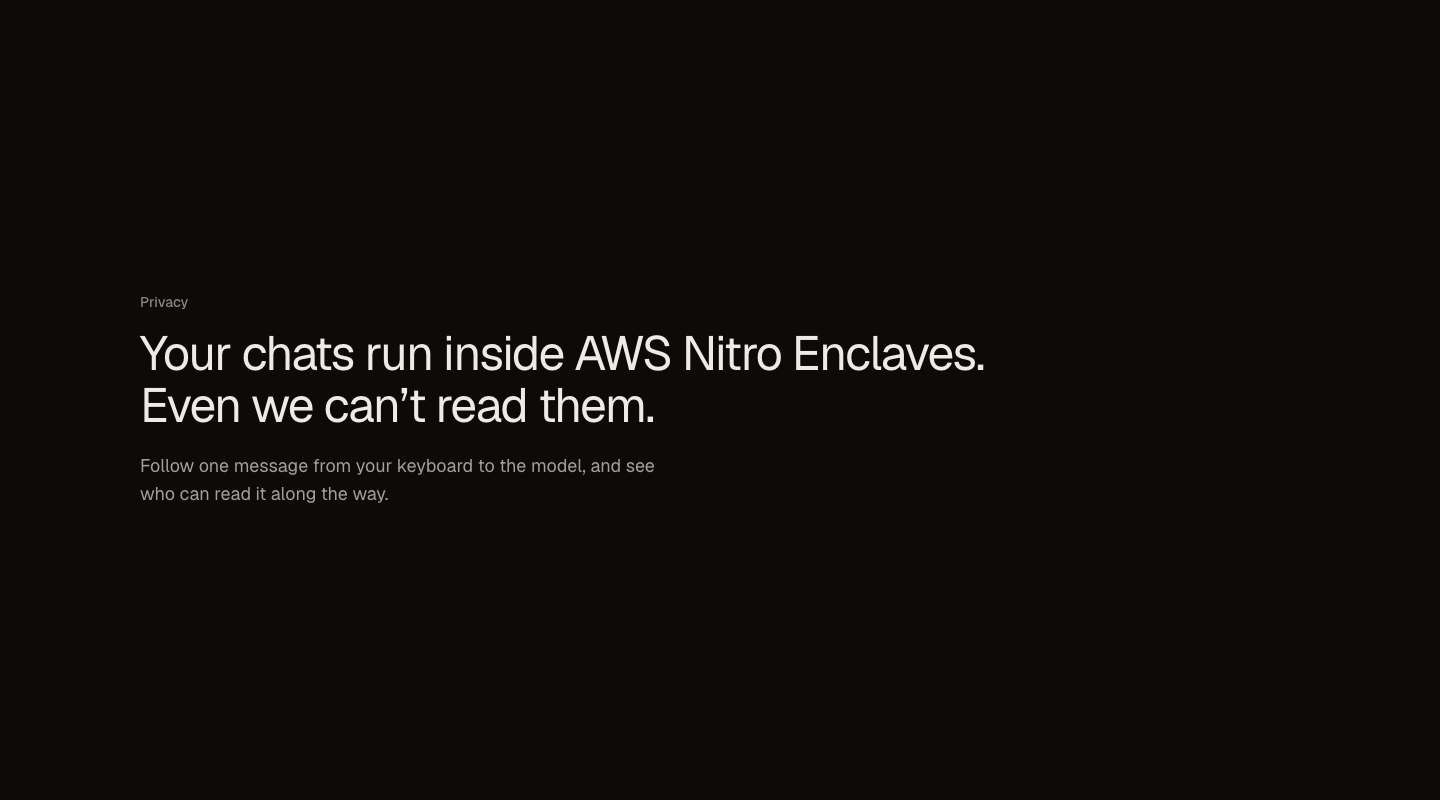 Privacy
Your chats run inside AWS Nitro Enclaves.
Even we can’t read them.
Follow one message from your keyboard to the model, and see
who can read it along the way.